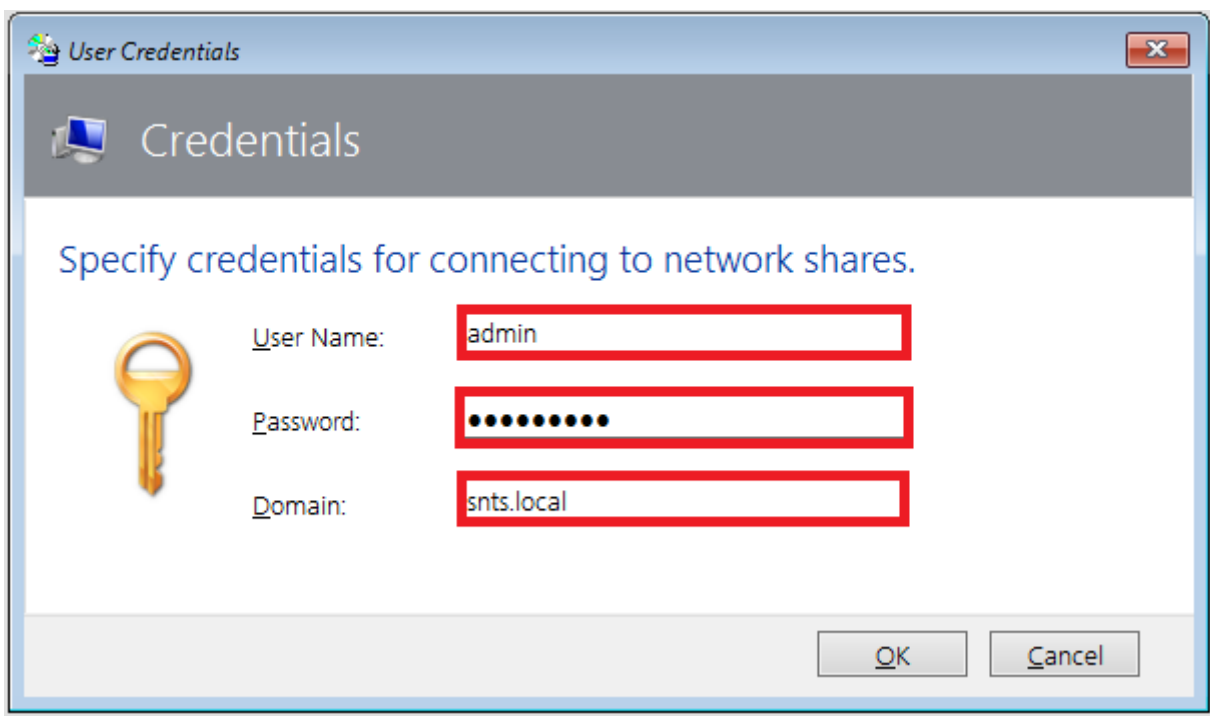 User Credentials
Credentials
Specify credentials for connecting to network shares.
User Name: admin
Password: •••••••••
Domain: snts.local
OK Cancel